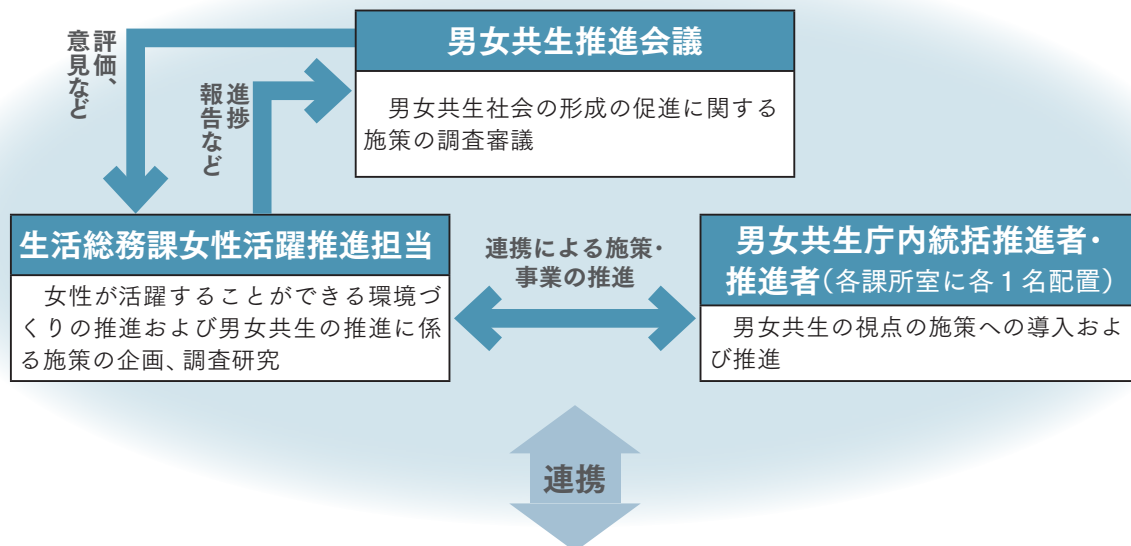 男女共生推進会議
男女共生社会の形成の促進に関する
施策の調査審議
評価、
意見など
進捗
報告など
生活総務課女性活躍推進担当
女性が活躍することができる環境づ
くりの推進および男女共生の推進に係
る施策の企画、調査研究
連携による施策・
事業の推進
男女共生庁内統括推進者・
推進者(各課所室に各1名配置)
男女共生の視点の施策への導入およ
び推進
連携